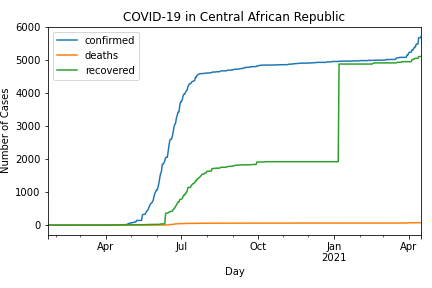 COVID-19 in Central African Republic
confirmed
deaths
recovered
Number of Cases
6000
5000
4000
3000
2000
1000
0
Apr
Jul
Oct
Jan
2021
Apr
Day